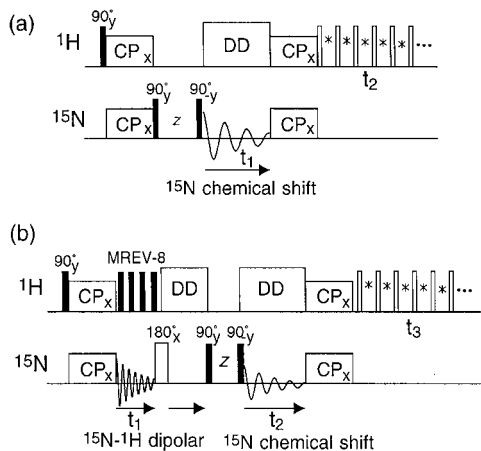 (a)
90°y
¹H CPx DD CPx * * * * * ...
t2
90°y 90°-y
¹⁵N CPx z CPx
t1
¹⁵N chemical shift
(b)
MREV-8
90°y
¹H CPx DD DD CPx * * * * * ...
t3
180°x 90°y 90°y
¹⁵N CPx Z CPx
t1 t2
¹⁵N-¹H dipolar ¹⁵N chemical shift